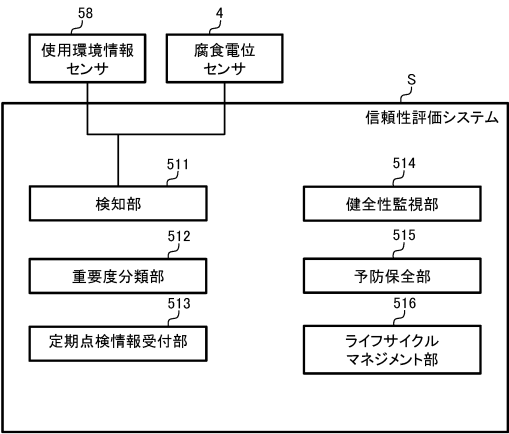 58
使用環境情報
センサ
4
腐食電位
センサ
S
信頼性評価システム
511
検知部
512
重要度分類部
513
定期点検情報受付部
514
健全性監視部
515
予防保全部
516
ライフサイクル
マネジメント部